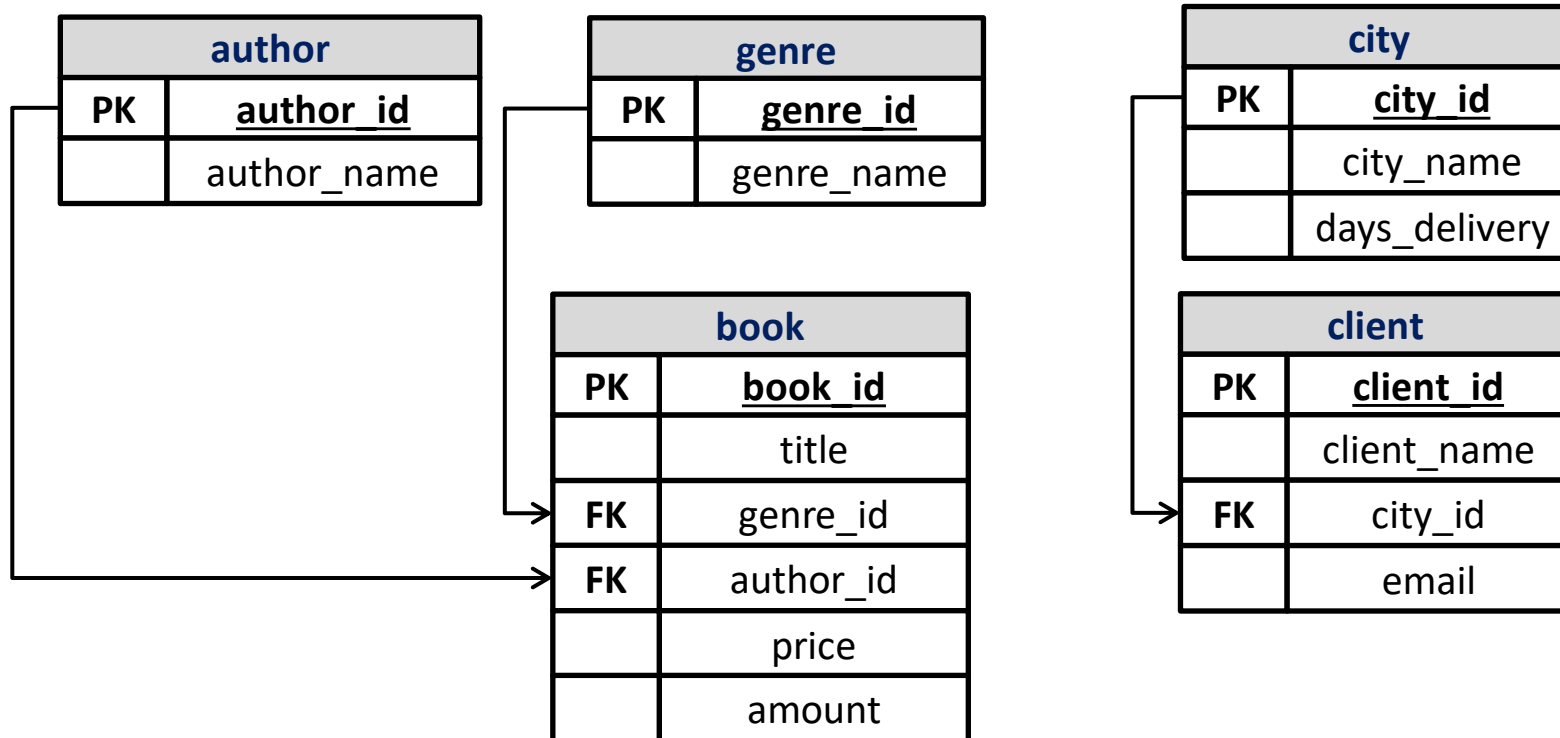 author
PK author_id
author_name
genre
PK genre_id
genre_name
city
PK city_id
city_name
days_delivery
book
PK book_id
title
FK genre_id
FK author_id
price
amount
client
PK client_id
client_name
FK city_id
email